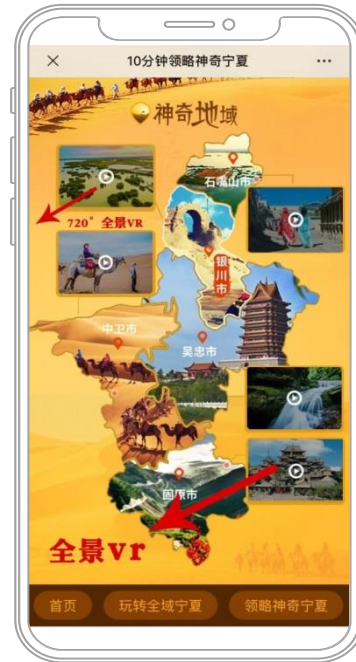 10分钟领略神奇宁夏
神奇地域
石嘴山市
720°全景VR
银川市
中卫市
吴忠市
固原市
全景vr
首页
玩转全域宁夏
领略神奇宁夏